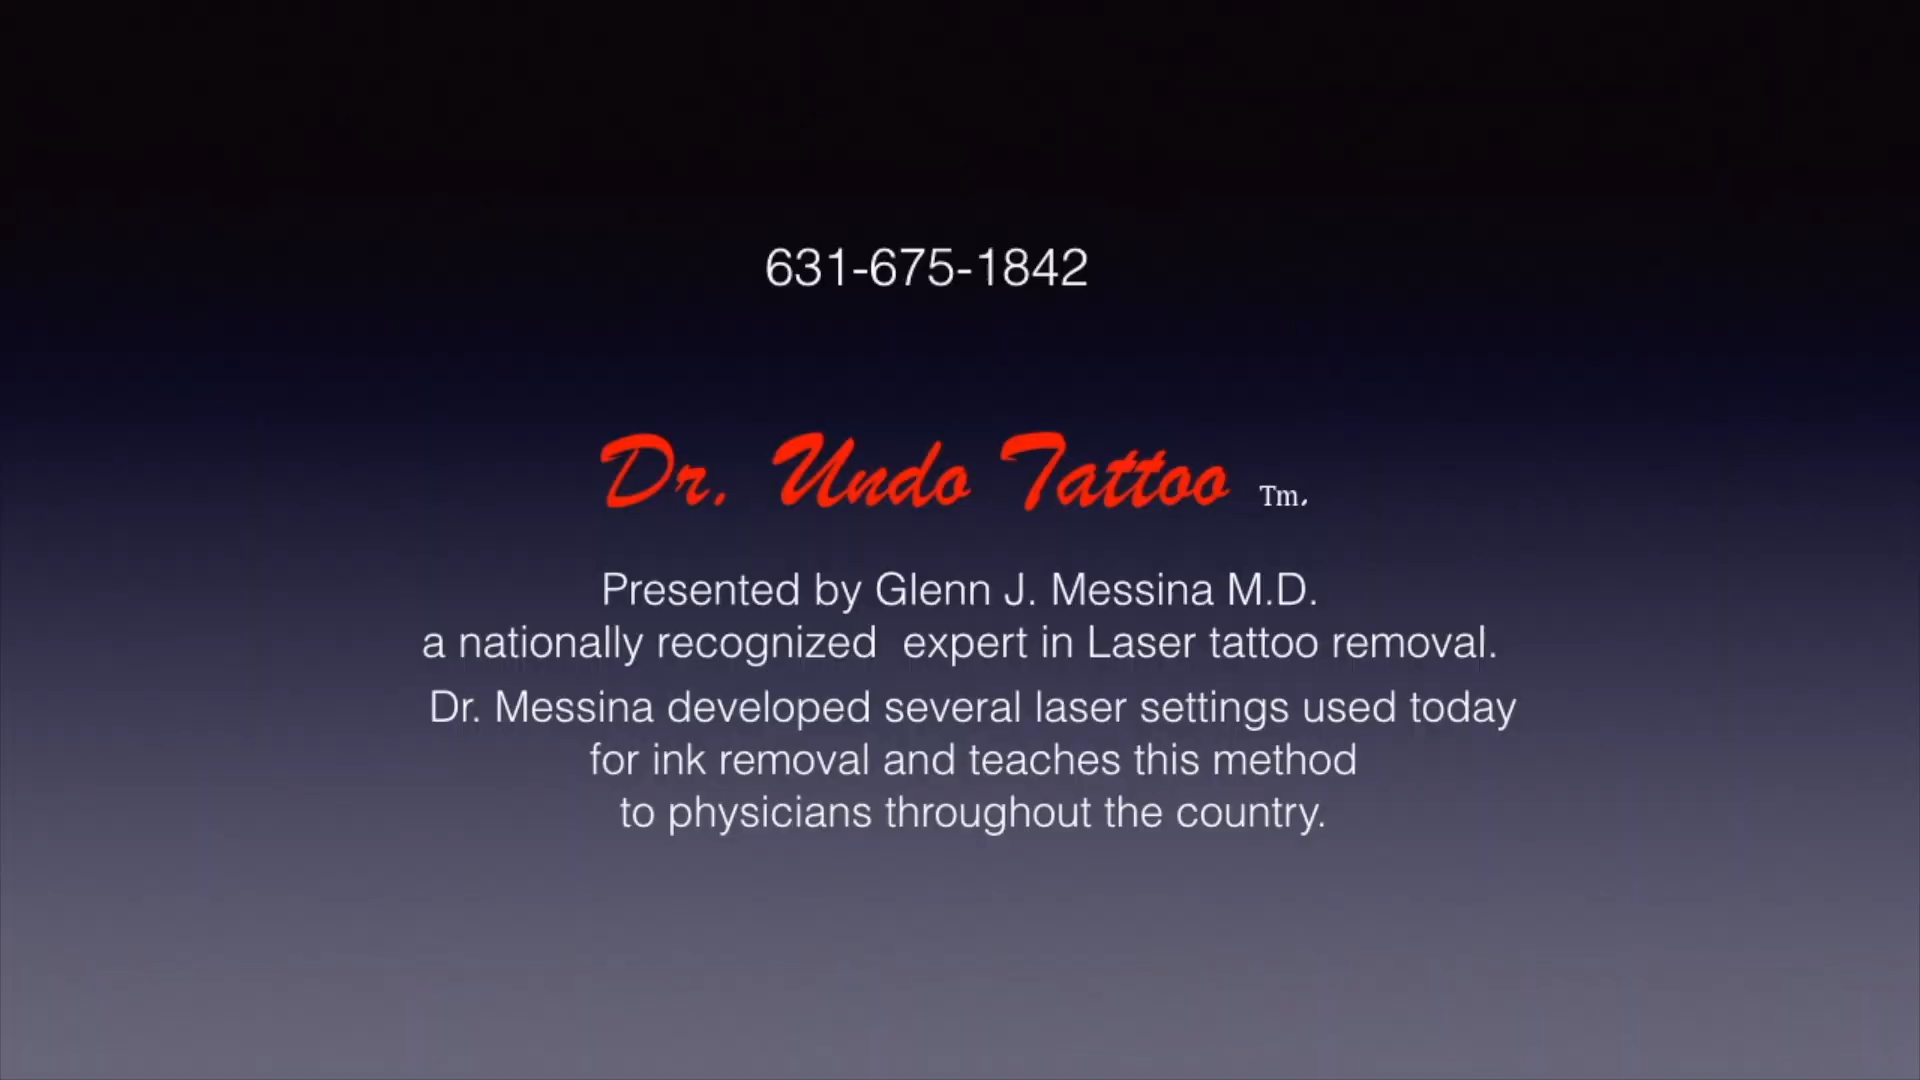 631-675-1842
Dr. Undo Tattoo Tm.
Presented by Glenn J. Messina M.D.
a nationally recognized  expert in Laser tattoo removal.
Dr. Messina developed several laser settings used today
for ink removal and teaches this method
to physicians throughout the country.